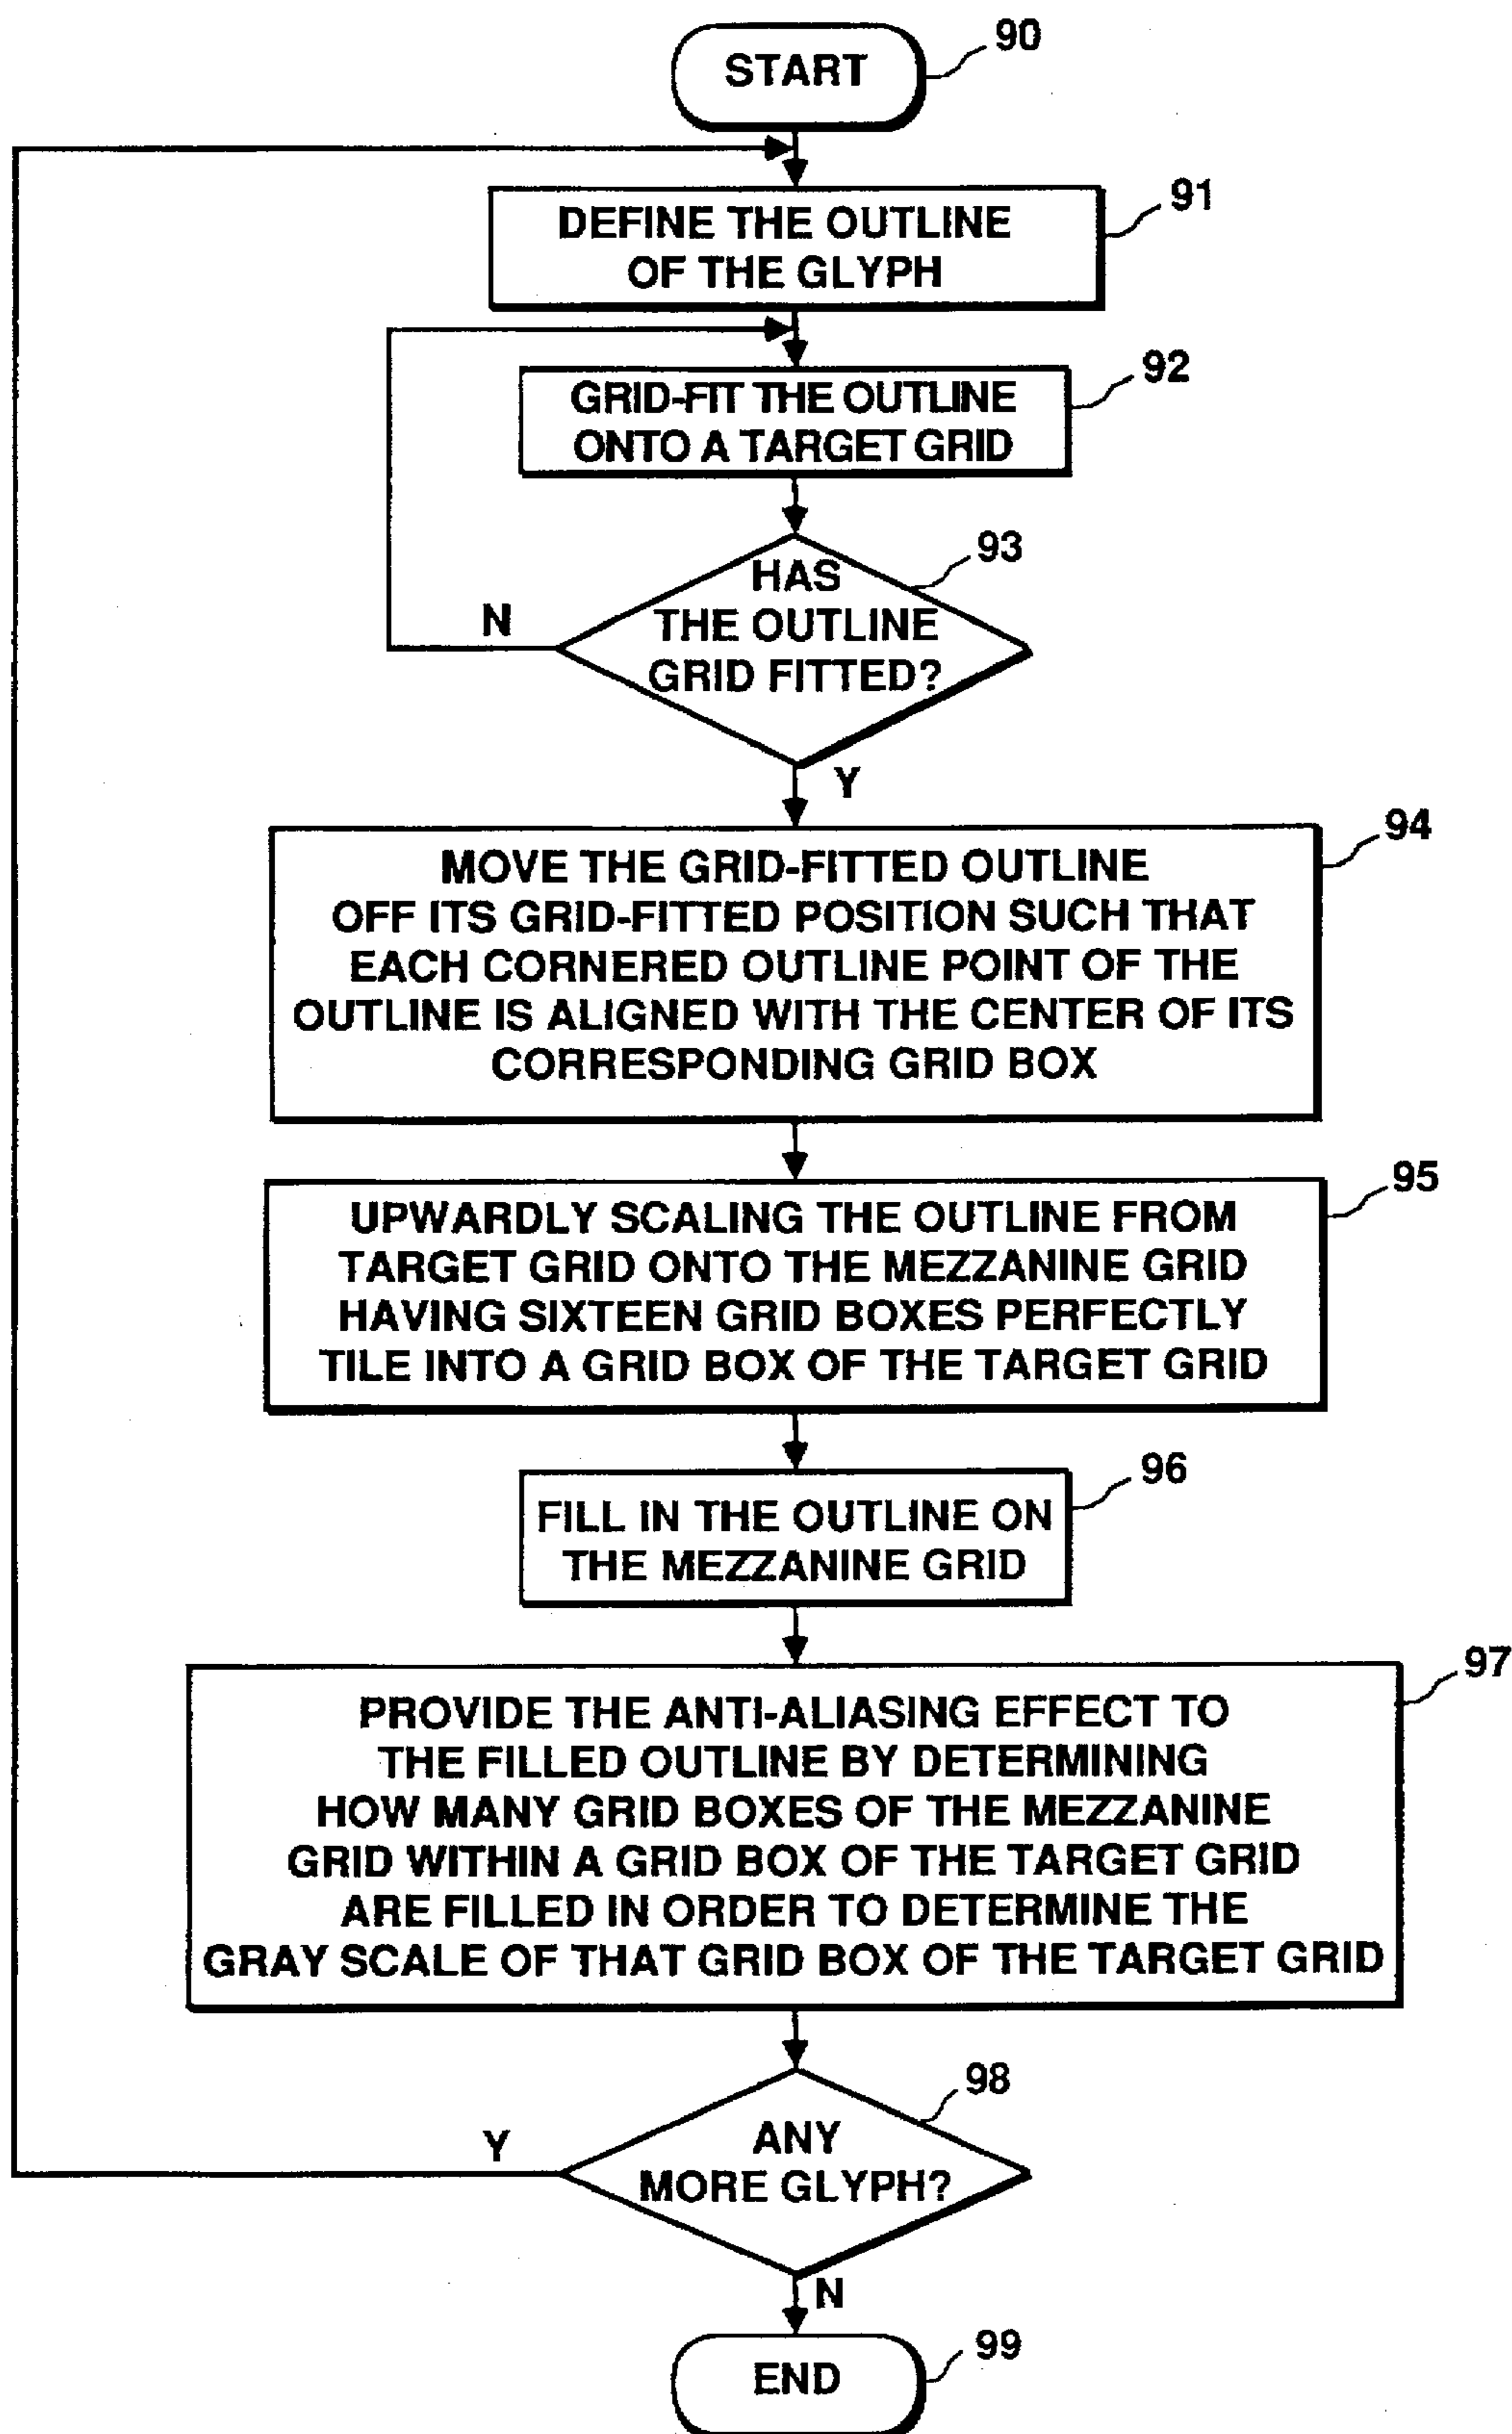 START
90
DEFINE THE OUTLINE
OF THE GLYPH
91
GRID-FIT THE OUTLINE
ONTO A TARGET GRID
92
HAS
THE OUTLINE
GRID FITTED?
93
N
Y
MOVE THE GRID-FITTED OUTLINE
OFF ITS GRID-FITTED POSITION SUCH THAT
EACH CORNERED OUTLINE POINT OF THE
OUTLINE IS ALIGNED WITH THE CENTER OF ITS
CORRESPONDING GRID BOX
94
UPWARDLY SCALING THE OUTLINE FROM
TARGET GRID ONTO THE MEZZANINE GRID
HAVING SIXTEEN GRID BOXES PERFECTLY
TILE INTO A GRID BOX OF THE TARGET GRID
95
FILL IN THE OUTLINE ON
THE MEZZANINE GRID
96
PROVIDE THE ANTI-ALIASING EFFECT TO
THE FILLED OUTLINE BY DETERMINING
HOW MANY GRID BOXES OF THE MEZZANINE
GRID WITHIN A GRID BOX OF THE TARGET GRID
ARE FILLED IN ORDER TO DETERMINE THE
GRAY SCALE OF THAT GRID BOX OF THE TARGET GRID
97
ANY
MORE GLYPH?
98
Y
N
END
99